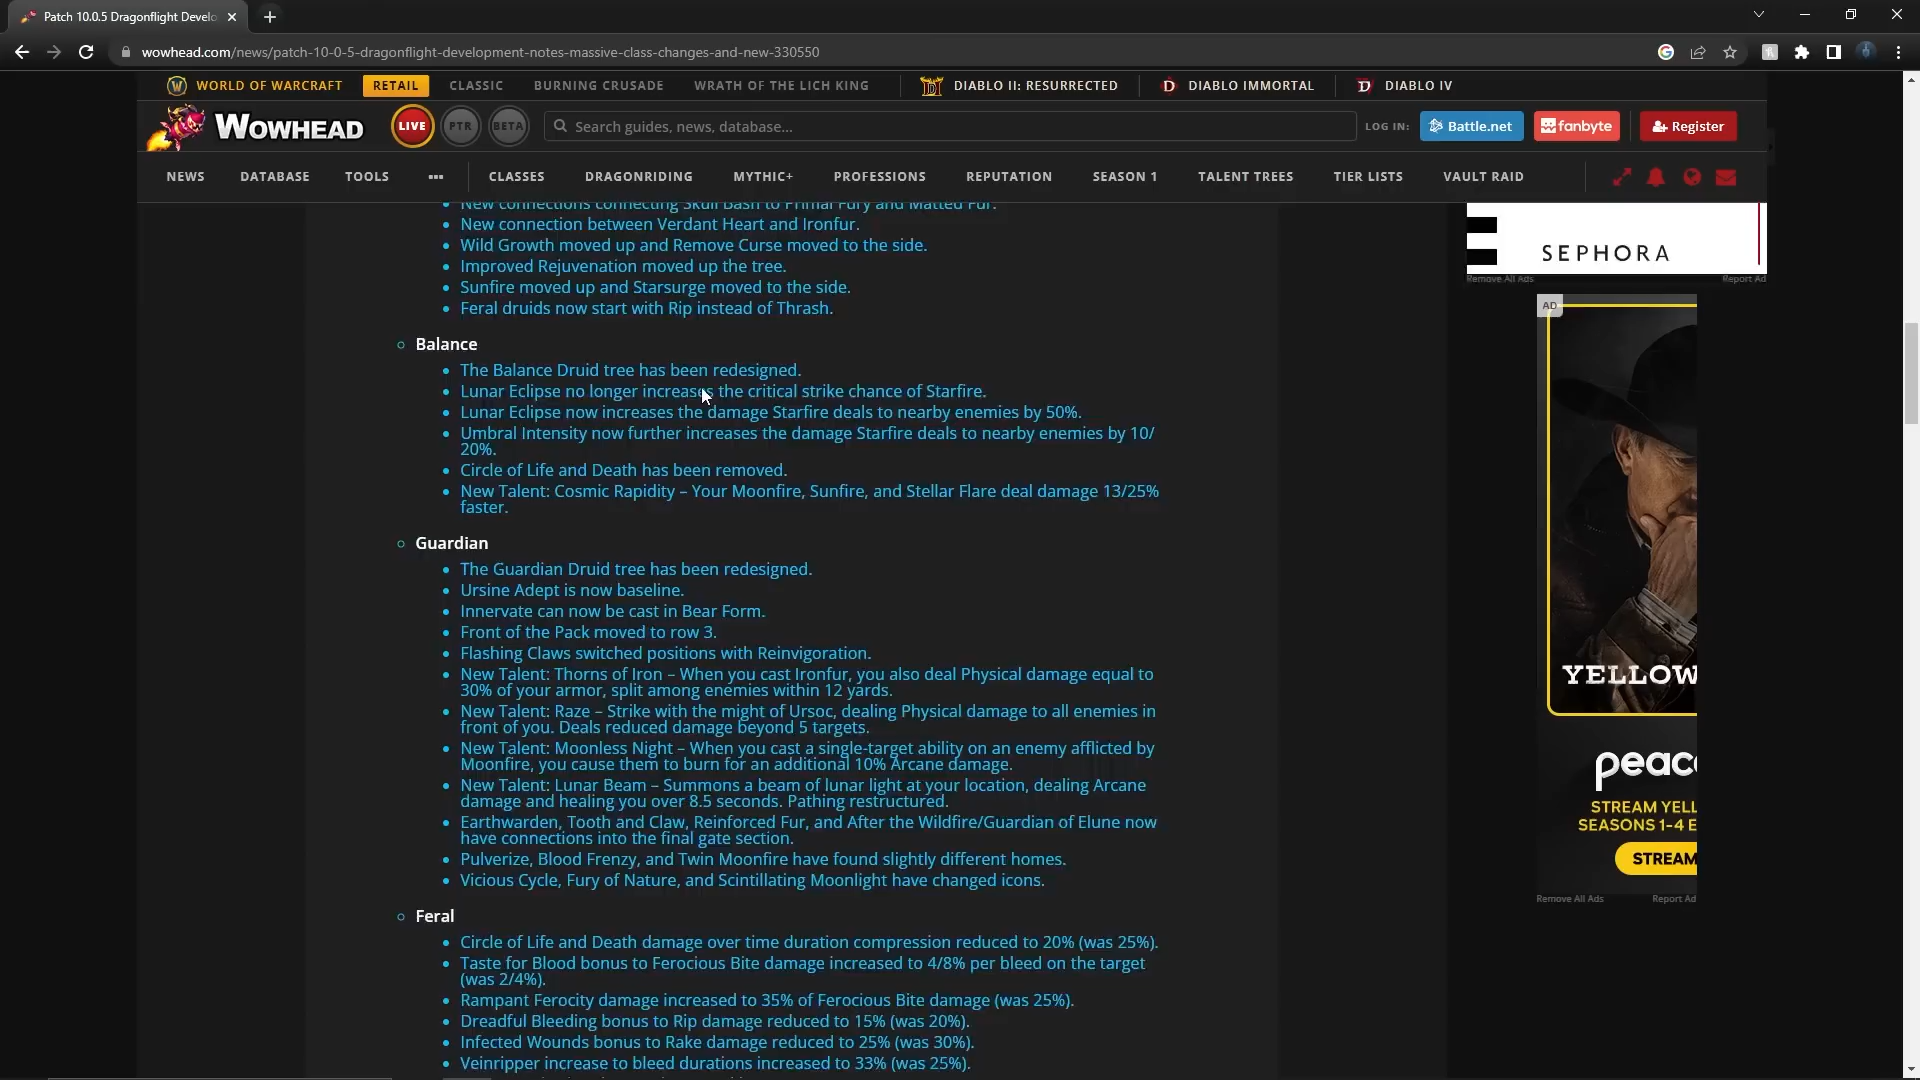 Patch 10.0.5 Dragonflight Develo
wowhead.com/news/patch-10-0-5-dragonflight-development-notes-massive-class-changes-and-new-330550
WORLD OF WARCRAFT RETAIL CLASSIC BURNING CRUSADE WRATH OF THE LICH KING DIABLO II: RESURRECTED DIABLO IMMORTAL DIABLO IV
WOWHEAD LIVE PTR BETA Search guides, news, database... LOG IN: Battle.net fanbyte Register
NEWS DATABASE TOOLS ••• CLASSES DRAGONRIDING MYTHIC+ PROFESSIONS REPUTATION SEASON 1 TALENT TREES TIER LISTS VAULT RAID
New connections connecting Skull Bash to Primal Fury and Matted Fur.
New connection between Verdant Heart and Ironfur.
Wild Growth moved up and Remove Curse moved to the side.
Improved Rejuvenation moved up the tree.
Sunfire moved up and Starsurge moved to the side.
Feral druids now start with Rip instead of Thrash.
Balance
The Balance Druid tree has been redesigned.
Lunar Eclipse no longer increases the critical strike chance of Starfire.
Lunar Eclipse now increases the damage Starfire deals to nearby enemies by 50%.
Umbral Intensity now further increases the damage Starfire deals to nearby enemies by 10/
20%.
Circle of Life and Death has been removed.
New Talent: Cosmic Rapidity – Your Moonfire, Sunfire, and Stellar Flare deal damage 13/25%
faster.
Guardian
The Guardian Druid tree has been redesigned.
Ursine Adept is now baseline.
Innervate can now be cast in Bear Form.
Front of the Pack moved to row 3.
Flashing Claws switched positions with Reinvigoration.
New Talent: Thorns of Iron – When you cast Ironfur, you also deal Physical damage equal to
30% of your armor, split among enemies within 12 yards.
New Talent: Raze – Strike with the might of Ursoc, dealing Physical damage to all enemies in
front of you. Deals reduced damage beyond 5 targets.
New Talent: Moonless Night – When you cast a single-target ability on an enemy afflicted by
Moonfire, you cause them to burn for an additional 10% Arcane damage.
New Talent: Lunar Beam – Summons a beam of lunar light at your location, dealing Arcane
damage and healing you over 8.5 seconds. Pathing restructured.
Earthwarden, Tooth and Claw, Reinforced Fur, and After the Wildfire/Guardian of Elune now
have connections into the final gate section.
Pulverize, Blood Frenzy, and Twin Moonfire have found slightly different homes.
Vicious Cycle, Fury of Nature, and Scintillating Moonlight have changed icons.
Feral
Circle of Life and Death damage over time duration compression reduced to 20% (was 25%).
Taste for Blood bonus to Ferocious Bite damage increased to 4/8% per bleed on the target
(was 2/4%).
Rampant Ferocity damage increased to 35% of Ferocious Bite damage (was 25%).
Dreadful Bleeding bonus to Rip damage reduced to 15% (was 20%).
Infected Wounds bonus to Rake damage reduced to 25% (was 30%).
Veinripper increase to bleed durations increased to 33% (was 25%).
SEPHORA
Remove All Ads Report Ad
AD
YELLOW
peaco
STREAM YELL
SEASONS 1-4 E
STREAM
Remove All Ads Report Ad